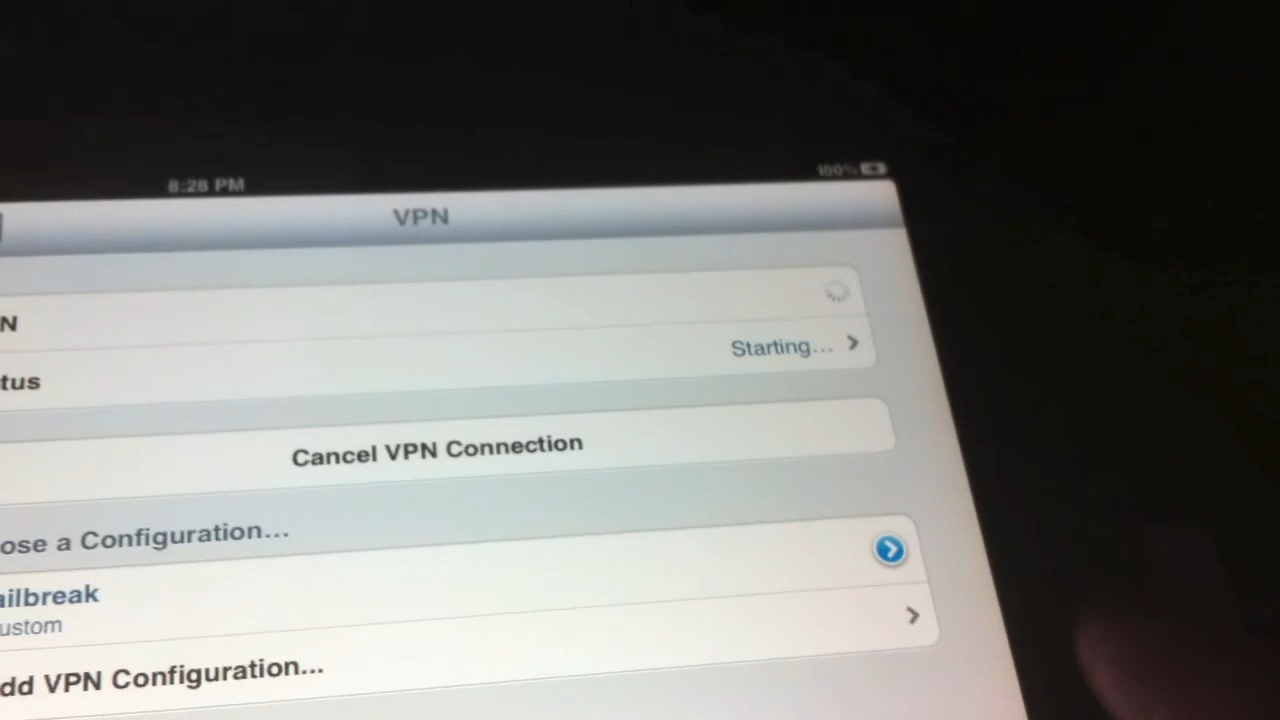 8:28 PM 100%
VPN
N
tus Starting...
Cancel VPN Connection
ose a Configuration...
ailbreak
ustom
dd VPN Configuration...